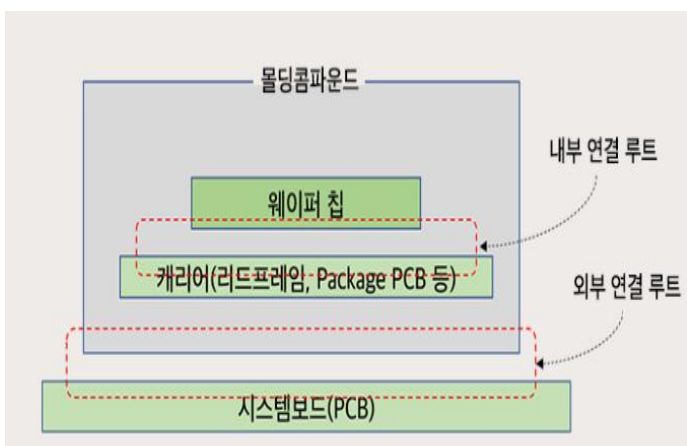 몰딩콤파운드
내부 연결 루트
웨이퍼 칩
캐리어(리드프레임, Package PCB 등)
외부 연결 루트
시스템보드(PCB)